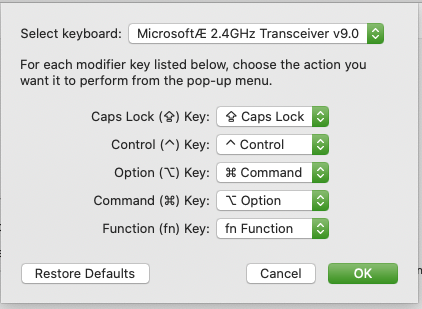 Select keyboard: MicrosoftÆ 2.4GHz Transceiver v9.0
For each modifier key listed below, choose the action you
want it to perform from the pop-up menu.
Caps Lock (⇪) Key: ⇪ Caps Lock
Control (^) Key: ^ Control
Option (⌥) Key: ⌘ Command
Command (⌘) Key: ⌥ Option
Function (fn) Key: fn Function
Restore Defaults Cancel OK